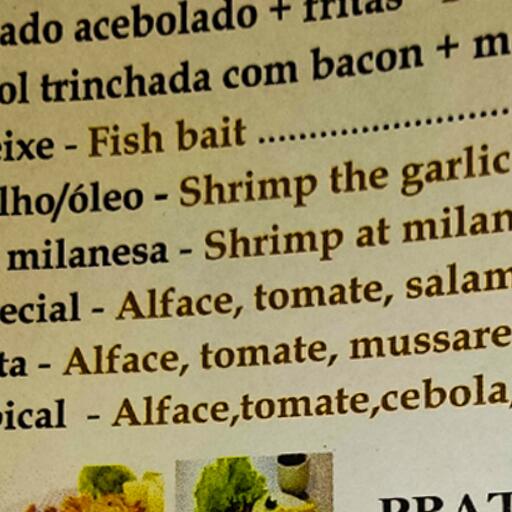 ado acebolado + fritas
ol trinchada com bacon + m
eixe - Fish bait ........................
lho/óleo - Shrimp the garlic
milanesa - Shrimp at milan
ecial - Alface, tomate, salam
ta - Alface, tomate, mussare
pical - Alface,tomate,cebola,
PRAT